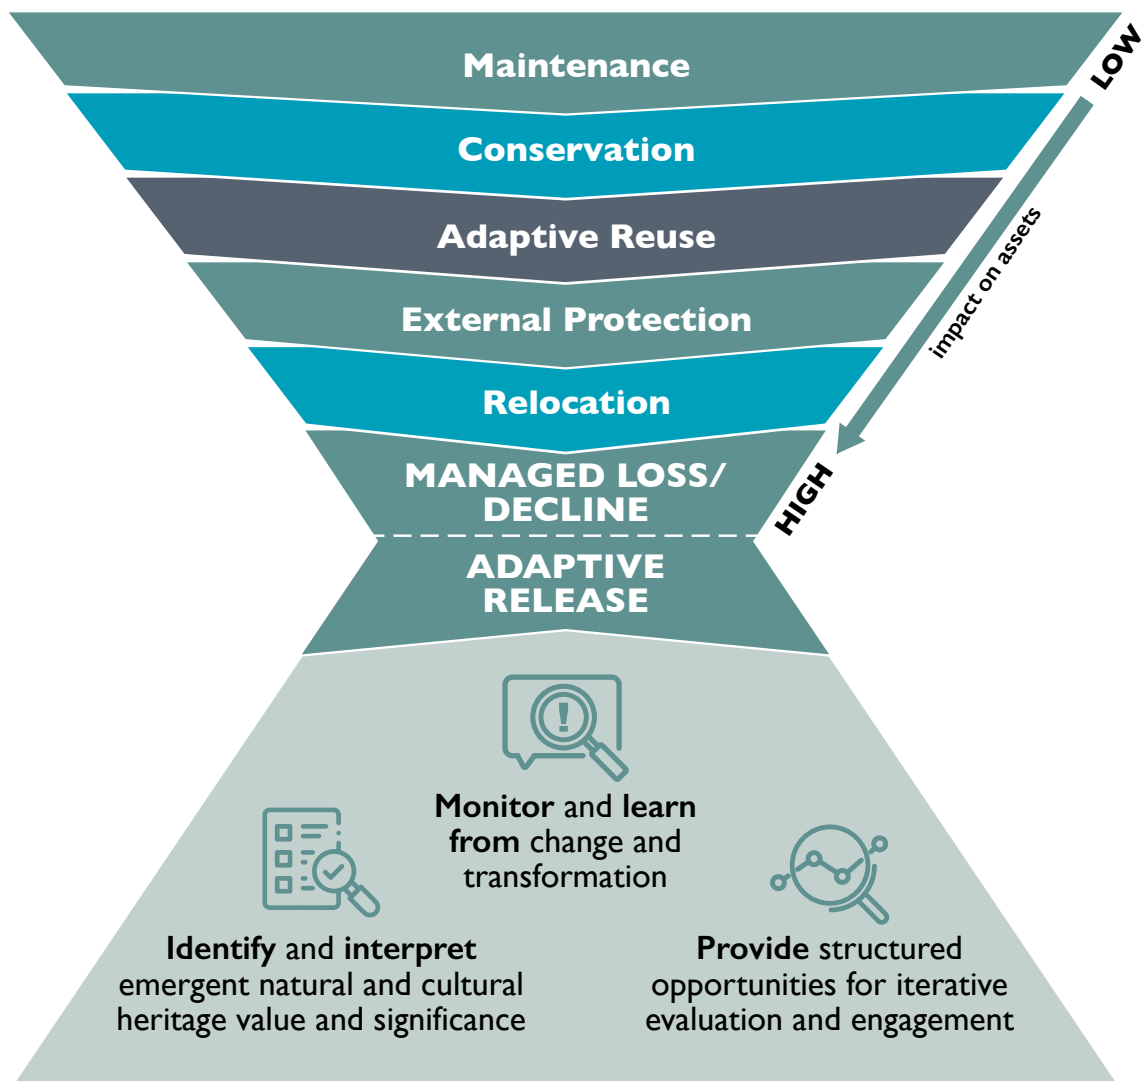 Maintenance
LOW
Conservation
Adaptive Reuse
impact on assets
External Protection
Relocation
MANAGED LOSS/
DECLINE
HIGH
ADAPTIVE
RELEASE
!
Monitor and learn
from change and
transformation
Identify and interpret
emergent natural and cultural
heritage value and significance
Provide structured
opportunities for iterative
evaluation and engagement